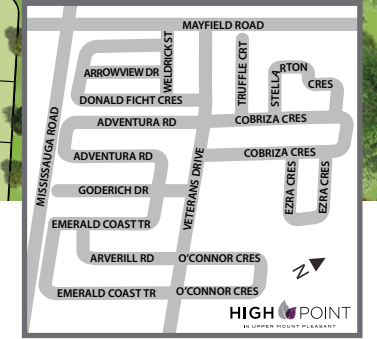 MAYFIELD ROAD
WELDRICK ST
ARROWVIEW DR
TRUFFLE CRT
STELLARTON
CRES
DONALD FICHT CRES
ADVENTURA RD
COBRIZA CRES
MISSISSAUGA ROAD
ADVENTURA RD
COBRIZA CRES
VETERANS DRIVE
EZRA CRES
EZRA CRES
GODERICH DR
EMERALD COAST TR
ARVERILL RD
O'CONNOR CRES
N
EMERALD COAST TR
O'CONNOR CRES
HIGH POINT
IN UPPER MOUNT PLEASANT